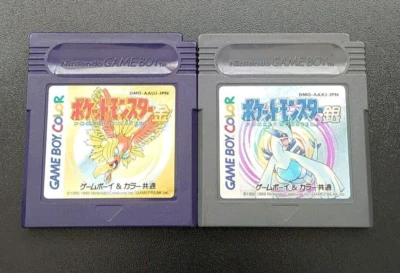 Nintendo GAME BOY
DMG-AAUJ-JPN
ポケットモンスター金
GAME BOY COLOR
ゲームボーイ&カラー共通
Nintendo GAME BOY
DMG-AAXJ-JPN
ポケットモンスター銀
GAME BOY COLOR
ゲームボーイ&カラー共通